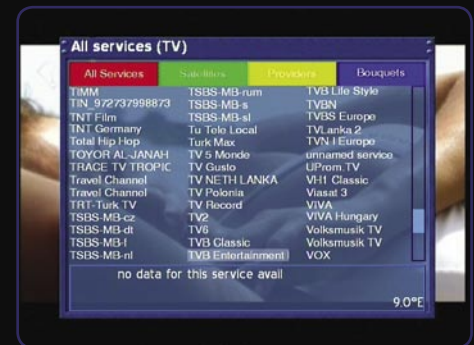 All services (TV)
All Services
Satellites
Providers
Bouquets
TIMM
TIN_972737998873
TNT Film
TNT Germany
Total Hip Hop
TOYOR AL-JANAH
TRACE TV TROPIC
Travel Channel
Travel Channel
TRT-Turk TV
TSBS-MB-cz
TSBS-MB-dt
TSBS-MB-f
TSBS-MB-nl
TSBS-MB-rum
TSBS-MB-s
TSBS-MB-sl
Tu Tele Local
Turk Max
TV 5 Monde
TV Gusto
TV NETH LANKA
TV Polonia
TV Record
TV2
TV6
TVB Classic
TVB Entertainment
TVB Life Style
TVBN
TVBS Europe
TVLanka 2
TVN I Europe
unnamed service
UProm.TV
VH1 Classic
Viasat 3
VIVA
VIVA Hungary
Volksmusik TV
Volksmusik TV
VOX
no data for this service avail
9.0°E